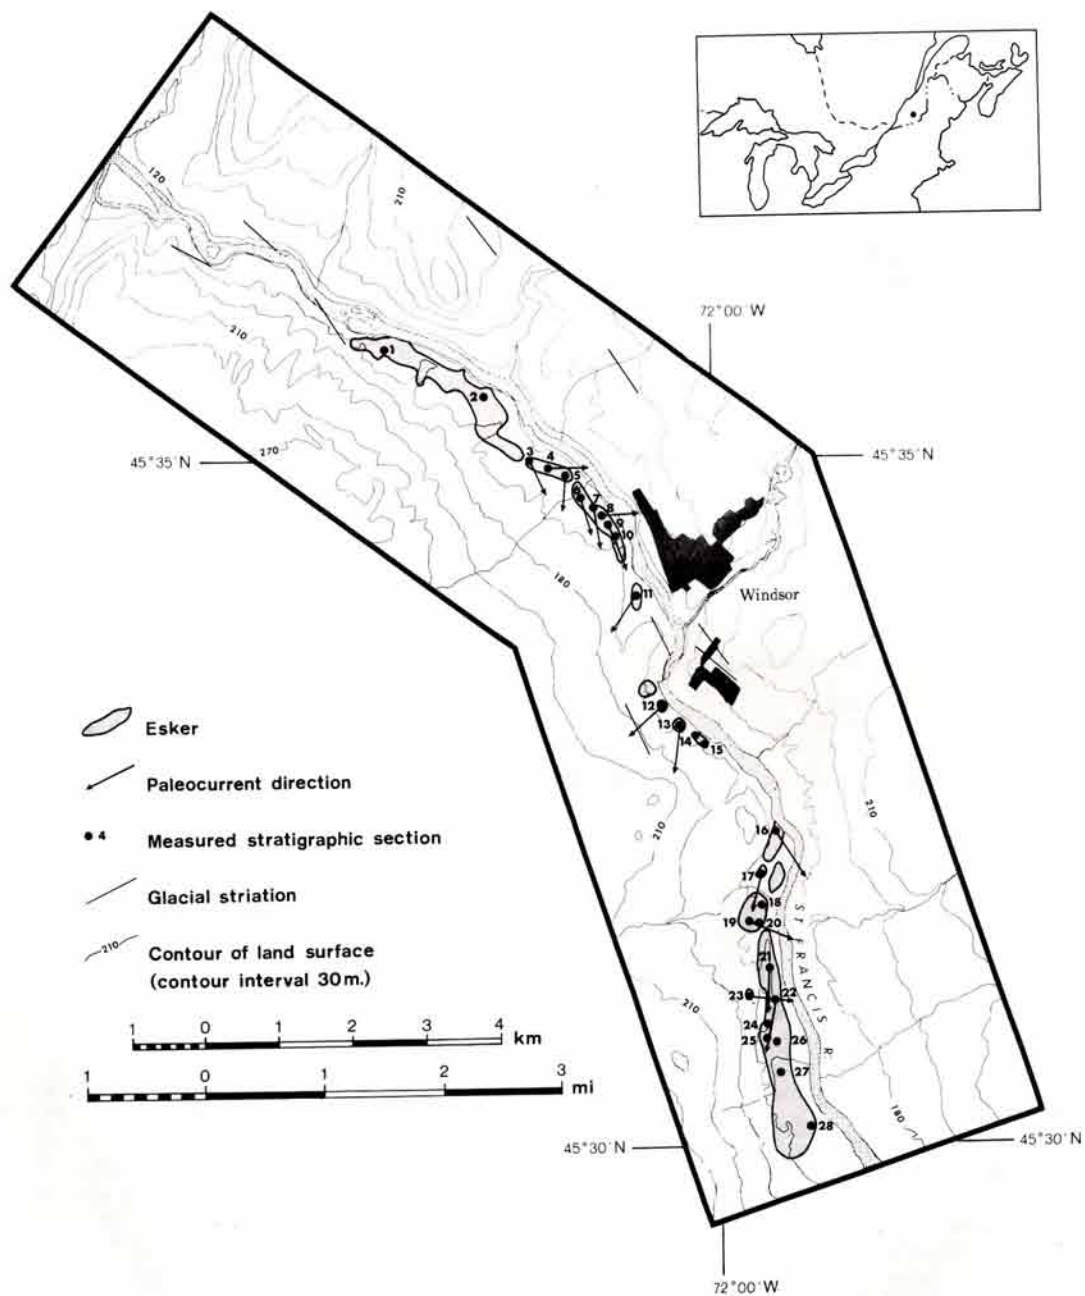 120
210
72°00' W
210
1
2
270
45°35' N
45°35' N
3
4
5
6
7
8
9
10
180
11
Windsor
12
13
14
15
Esker
Paleocurrent direction
4
Measured stratigraphic section
Glacial striation
210
Contour of land surface
(contour interval 30m.)
210
210
16
17
18
19
20
ST. FRANCIS R.
21
22
23
24
25
26
27
28
210
180
1 0 1 2 3 4 km
1 0 1 2 3 mi
45°30' N
45°30' N
72°00' W